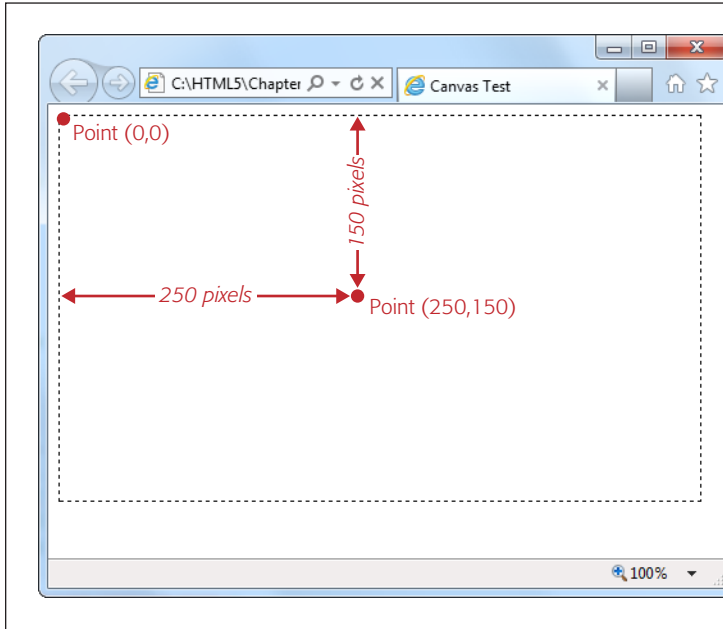 C:\HTML5\Chapter
Canvas Test
Point (0,0)
150 pixels
250 pixels
Point (250,150)
100%